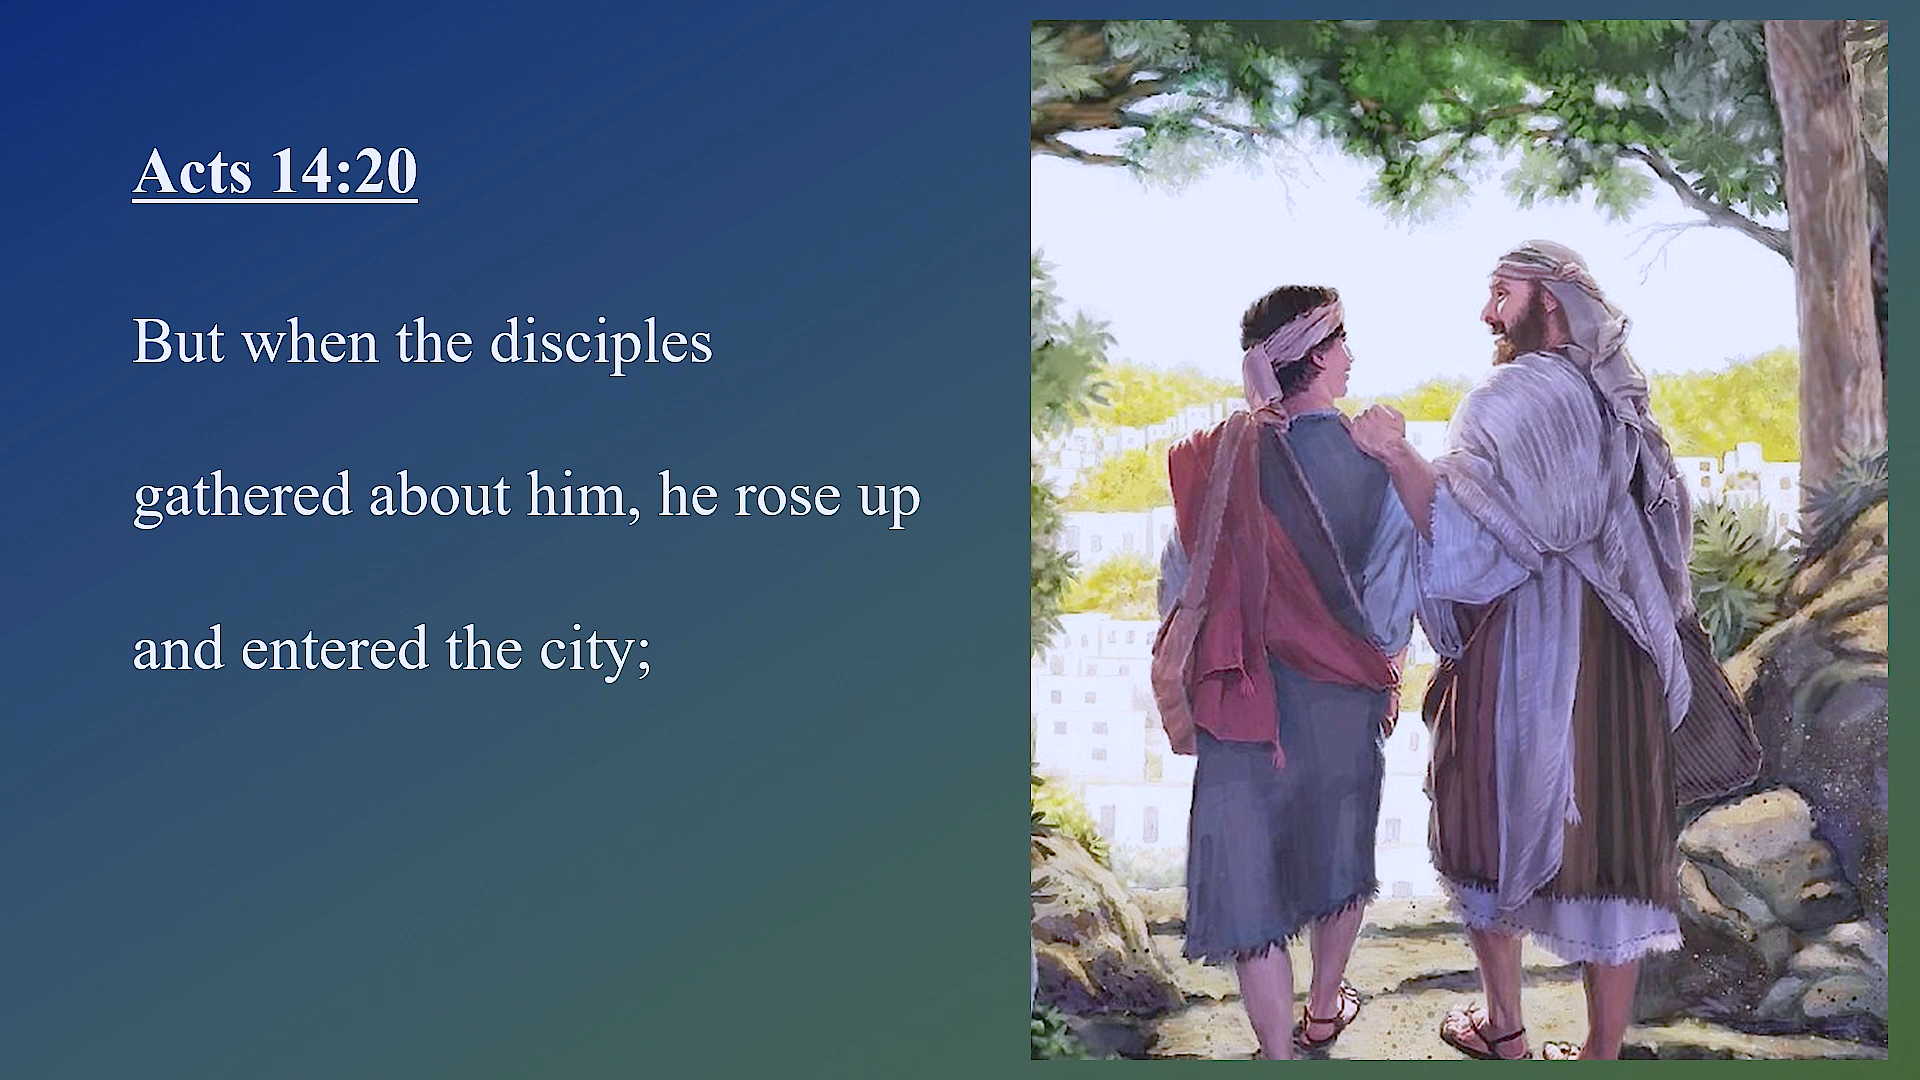 Acts 14:20
But when the disciples
gathered about him, he rose up
and entered the city;